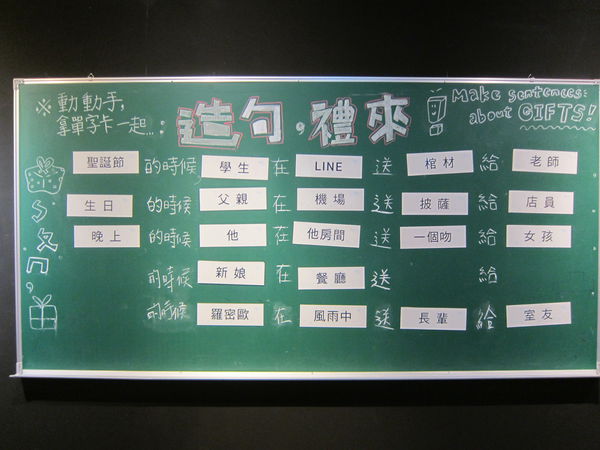 ※動動手,
拿單字卡一起...:
造句,禮來
Make sentences:
about GIFTS!
聖誕節 的時候, 學生 在 LINE 送 棺材 給 老師
生日 的時候 父親 在 機場 送 披薩 給 店員
晚上 的時候 他 在 他房間 送 一個吻 給 女孩
的時候 新娘 在 餐廳 送 給
的時候 羅密歐 在 風雨中 送 長輩 給 室友